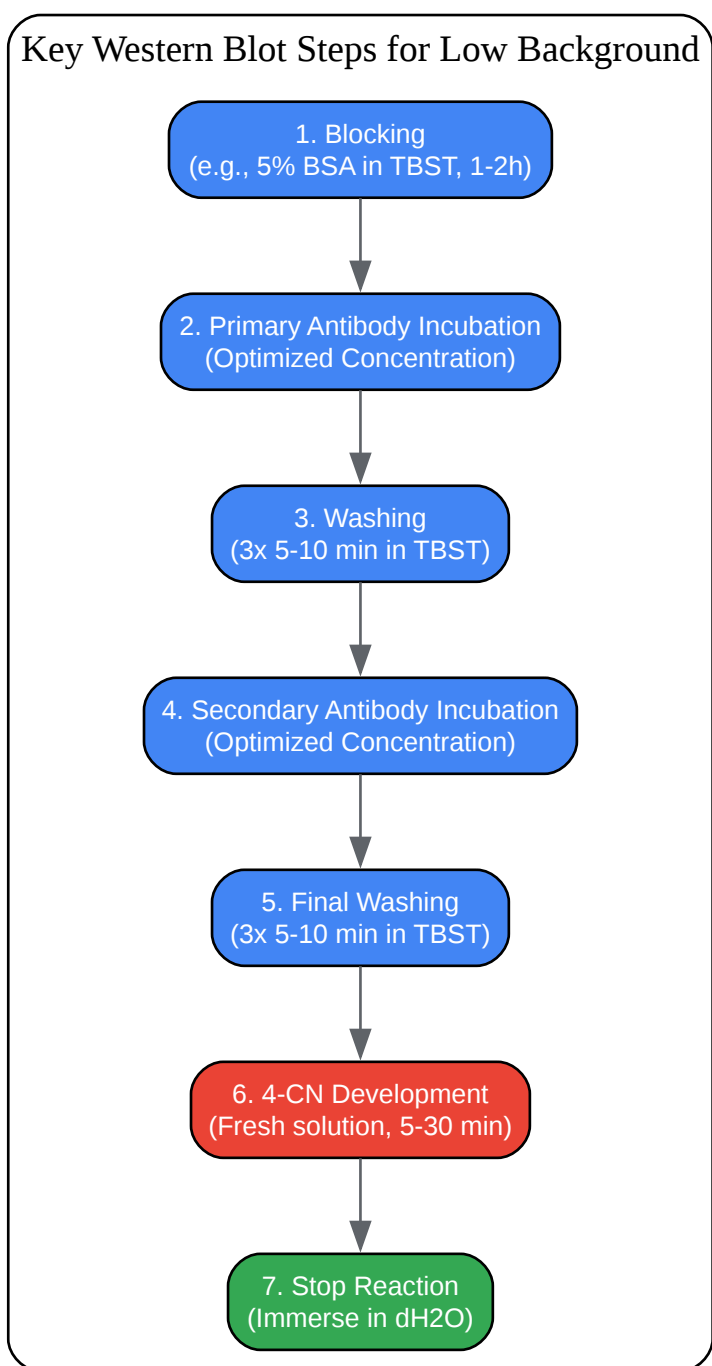 Key Western Blot Steps for Low Background
1. Blocking
(e.g., 5% BSA in TBST, 1-2h)
2. Primary Antibody Incubation
(Optimized Concentration)
3. Washing
(3x 5-10 min in TBST)
4. Secondary Antibody Incubation
(Optimized Concentration)
5. Final Washing
(3x 5-10 min in TBST)
6. 4-CN Development
(Fresh solution, 5-30 min)
7. Stop Reaction
(Immerse in dH2O)